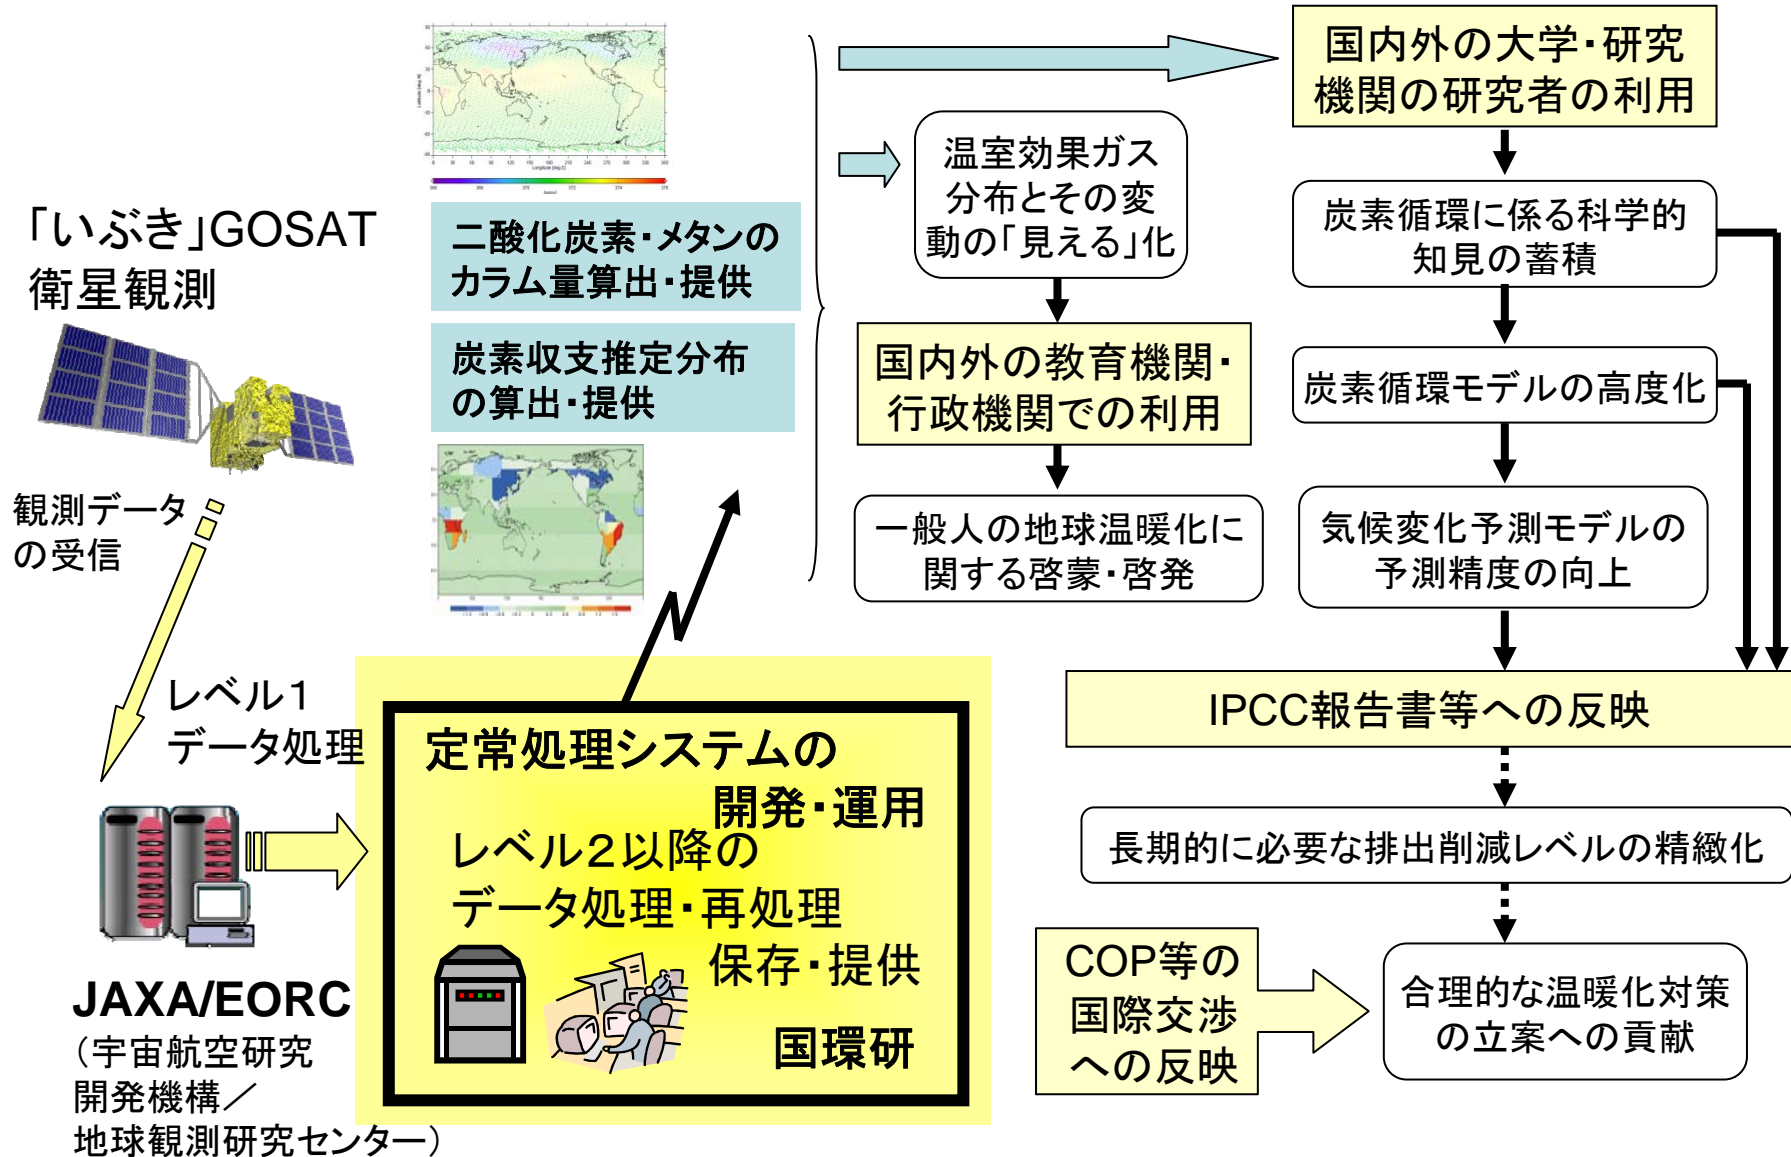 「いぶき」GOSAT
衛星観測
観測データ
の受信
レベル1
データ処理
JAXA/EORC
(宇宙航空研究
開発機構/
地球観測研究センター)
二酸化炭素・メタンの
カラム量算出・提供
炭素収支推定分布
の算出・提供
定常処理システムの
開発・運用
レベル2以降の
データ処理・再処理
保存・提供
国環研
温室効果ガス
分布とその変
動の「見える」化
国内外の教育機関・
行政機関での利用
一般人の地球温暖化に
関する啓蒙・啓発
国内外の大学・研究
機関の研究者の利用
炭素循環に係る科学的
知見の蓄積
炭素循環モデルの高度化
気候変化予測モデルの
予測精度の向上
IPCC報告書等への反映
長期的に必要な排出削減レベルの精緻化
COP等の
国際交渉
への反映
合理的な温暖化対策
の立案への貢献